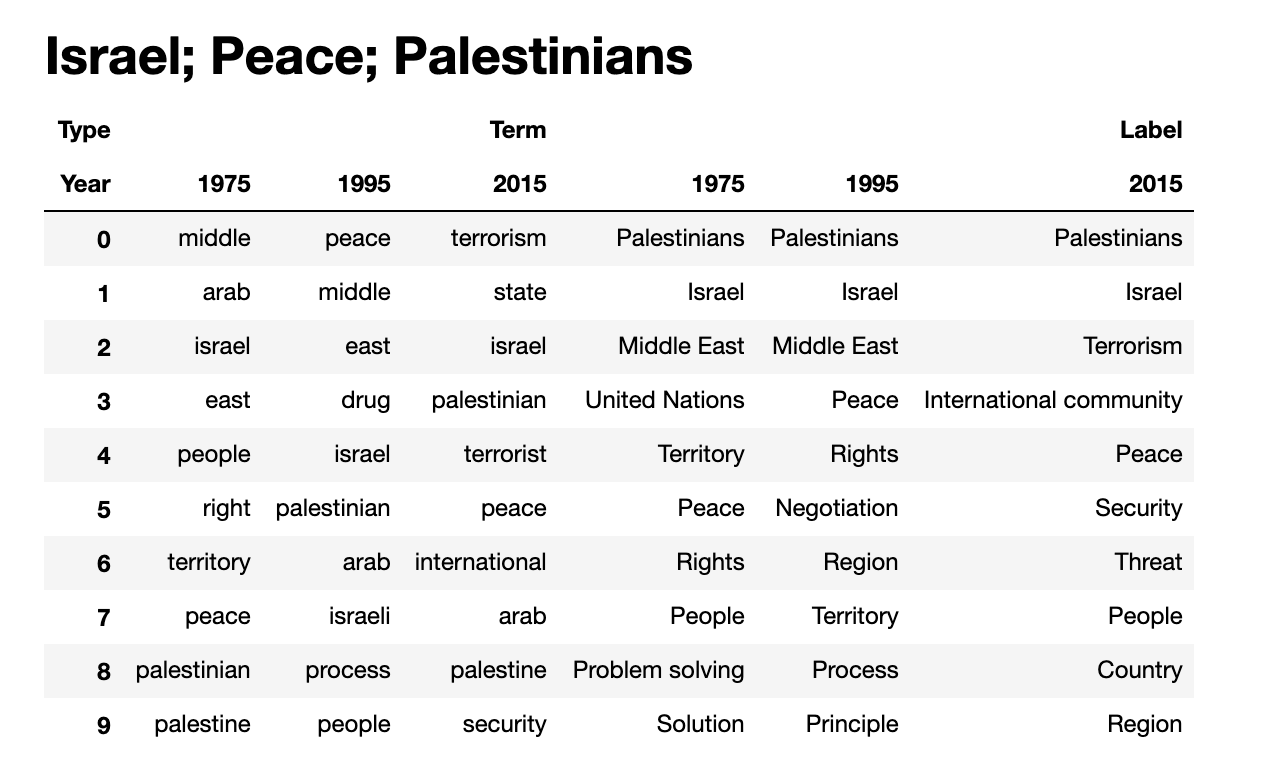 Israel; Peace; Palestinians
Type Term Label
Year 1975 1995 2015 1975 1995 2015
0 middle peace terrorism Palestinians Palestinians Palestinians
1 arab middle state Israel Israel Israel
2 israel east israel Middle East Middle East Terrorism
3 east drug palestinian United Nations Peace International community
4 people israel terrorist Territory Rights Peace
5 right palestinian peace Peace Negotiation Security
6 territory arab international Rights Region Threat
7 peace israeli arab People Territory People
8 palestinian process palestine Problem solving Process Country
9 palestine people security Solution Principle Region